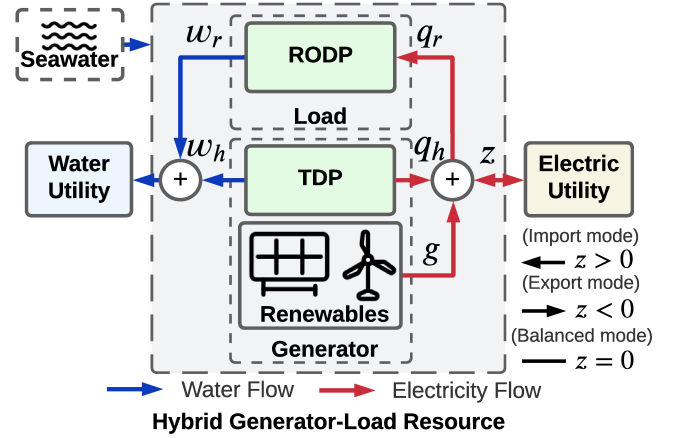 Seawater
w_r
RODP
q_r
Load
Water
Utility
+
w_h
TDP
q_h
+
z
Electric
Utility
g
Renewables
Generator
(Import mode)
z > 0
(Export mode)
z < 0
(Balanced mode)
z = 0
Water Flow
Electricity Flow
Hybrid Generator-Load Resource